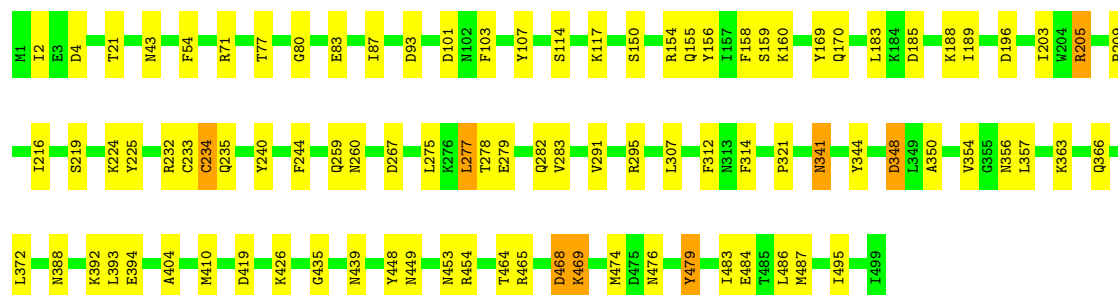 M1 I2 E3 D4 T21 N43 F54 R71 T77 G80 E83 I87 D93 D101 N102 F103 Y107 S114 K117 S150 R154 Q155 Y156 I157 F158 S159 K160 Y169 Q170 L183 K184 D185 K188 I189 D196 I203 W204 R205
I216 S219 K224 Y225 R232 C233 C234 Q235 Y240 F244 Q259 N260 D267 L275 K276 L277 T278 E279 Q282 V283 V291 R295 L307 F312 N313 F314 P321 N341 Y344 D348 L349 A350 V354 G355 N356 L357 K363 Q366
L372 N388 K392 L393 E394 A404 M410 D419 K426 G435 N439 Y448 N449 N453 R454 T464 R465 D468 K469 M474 D475 N476 Y479 I483 E484 T485 L486 M487 I495 I499